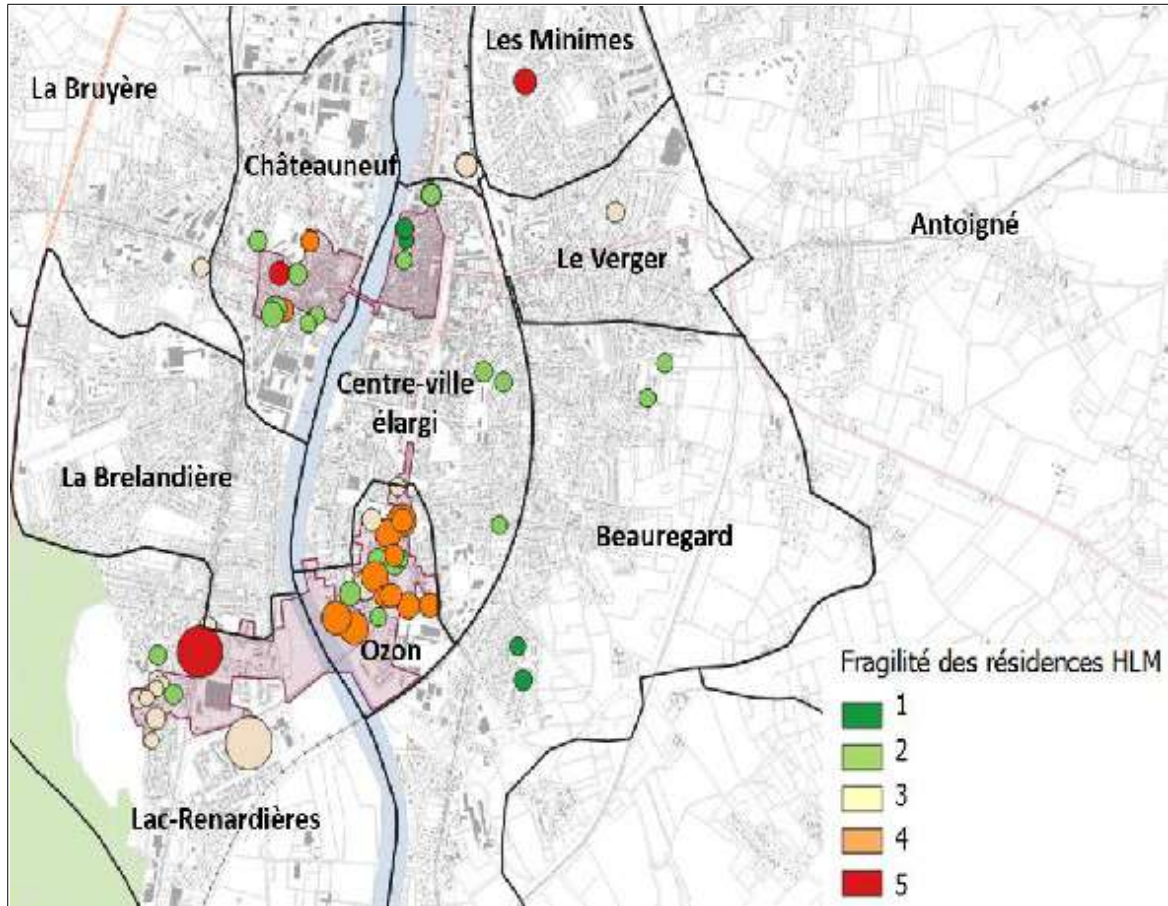 Les Minimes
La Bruyère
Châteauneuf
Antoigné
Le Verger
Centre-ville
élargi
La Brelandière
Beauregard
Ozon
Lac-Renardières
Fragilité des résidences HLM
1
2
3
4
5